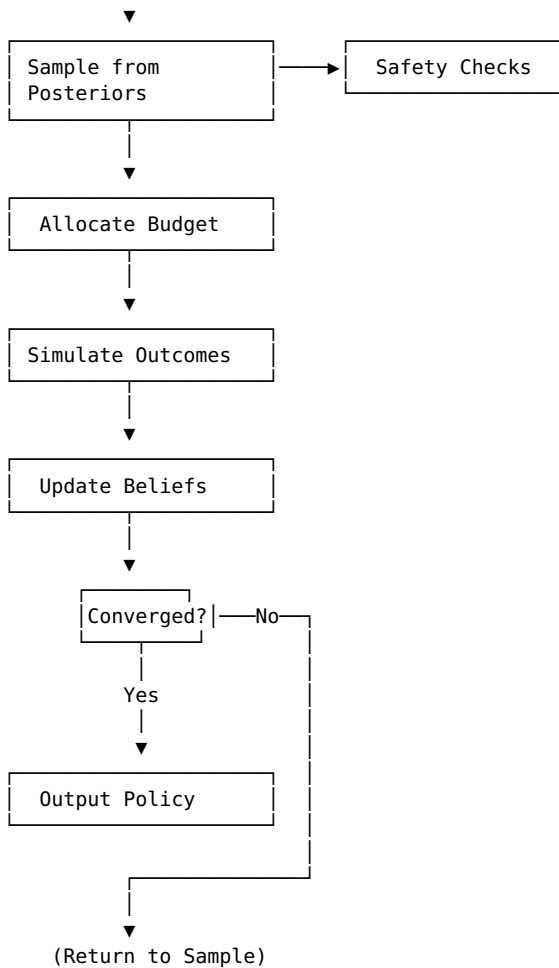 Sample from
Posteriors
Safety Checks
Allocate Budget
Simulate Outcomes
Update Beliefs
Converged?
No
Yes
Output Policy
(Return to Sample)